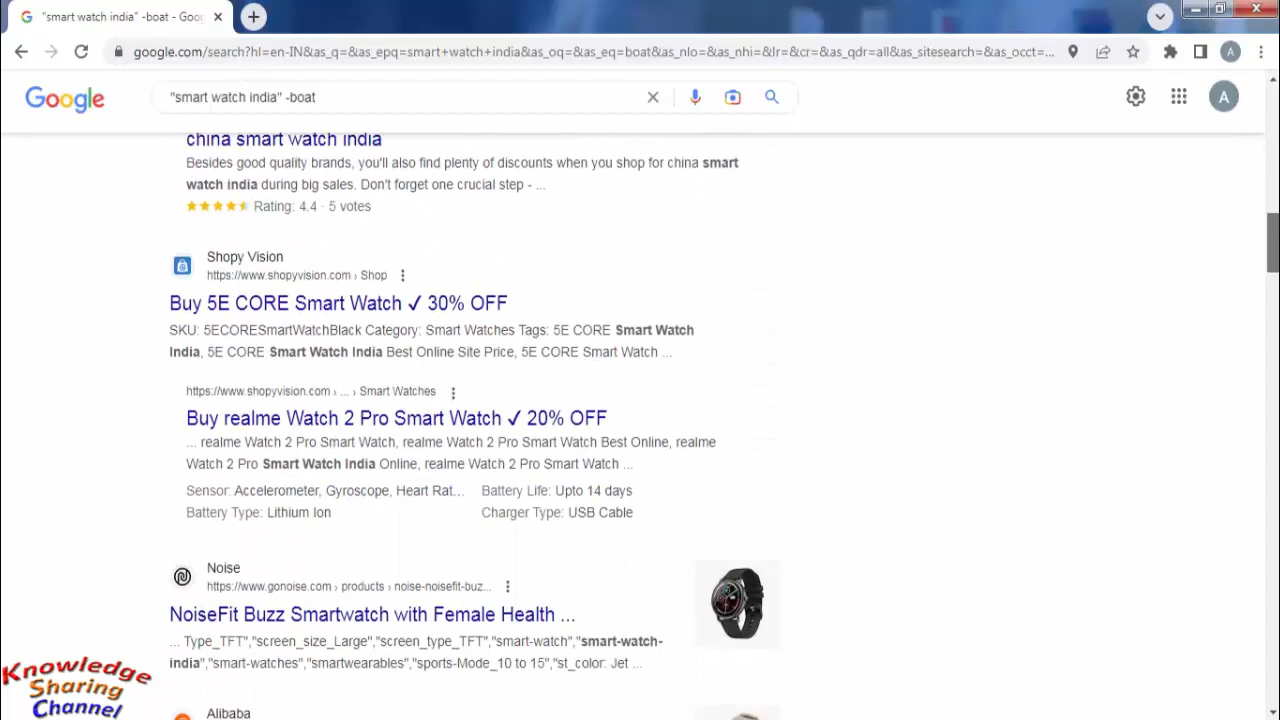 "smart watch india" -boat - Goo
google.com/search?hl=en-IN&as_q=&as_epq=smart+watch+india&as_oq=&as_eq=boat&as_nlo=&as_nhi=&lr=&cr=&as_qdr=all&as_sitesearch=&as_occt=...
A
Google
"smart watch india" -boat
A
china smart watch india
Besides good quality brands, you'll also find plenty of discounts when you shop for china smart
watch india during big sales. Don't forget one crucial step - ...
Rating: 4.4 · 5 votes
Shopy Vision
https://www.shopyvision.com › Shop
Buy 5E CORE Smart Watch ✓ 30% OFF
SKU: 5ECORESmartWatchBlack Category: Smart Watches Tags: 5E CORE Smart Watch
India, 5E CORE Smart Watch India Best Online Site Price, 5E CORE Smart Watch ...
https://www.shopyvision.com › ... › Smart Watches
Buy realme Watch 2 Pro Smart Watch ✓ 20% OFF
... realme Watch 2 Pro Smart Watch, realme Watch 2 Pro Smart Watch Best Online, realme
Watch 2 Pro Smart Watch India Online, realme Watch 2 Pro Smart Watch ...
Sensor: Accelerometer, Gyroscope, Heart Rat... Battery Life: Upto 14 days
Battery Type: Lithium Ion Charger Type: USB Cable
Noise
https://www.gonoise.com › products › noise-noisefit-buz...
NoiseFit Buzz Smartwatch with Female Health ...
... Type_TFT","screen_size_Large","screen_type_TFT","smart-watch","smart-watch-
india","smart-watches","smartwearables","sports-Mode_10 to 15","st_color: Jet ...
Alibaba
Knowledge
Sharing
Channel